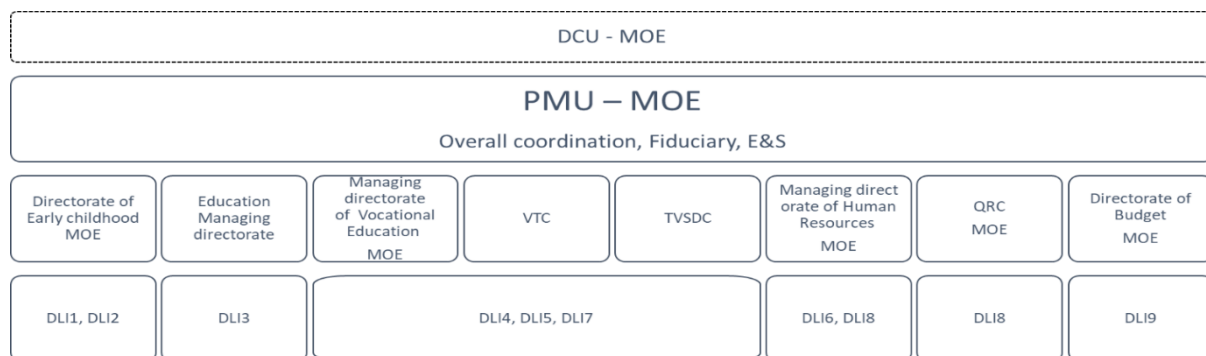 DCU - MOE
PMU – MOE
Overall coordination, Fiduciary, E&S
Directorate of
Early childhood
MOE
Education
Managing
directorate
Managing
directorate
of Vocational
Education
MOE
VTC
TVSDC
Managing direct
orate of Human
Resources
MOE
QRC
MOE
Directorate of
Budget
MOE
DLI1, DLI2
DLI3
DLI4, DLI5, DLI7
DLI6, DLI8
DLI8
DLI9